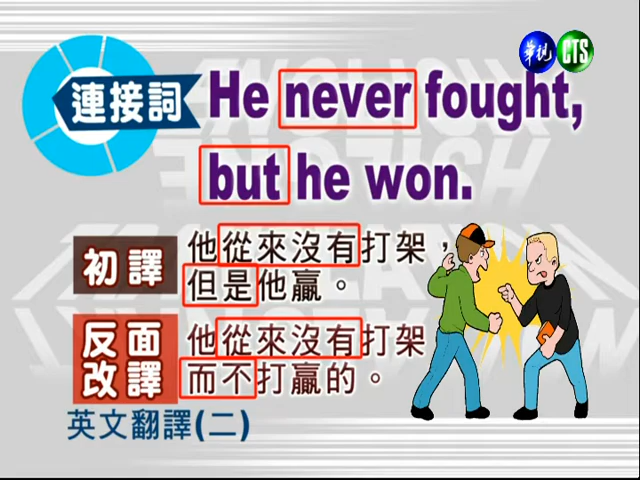 華視 CTS
連接詞 He never fought,
but he won.
初譯 他從來沒有打架，
但是他贏。
反面 他從來沒有打架
改譯 而不打贏的。
英文翻譯(二)